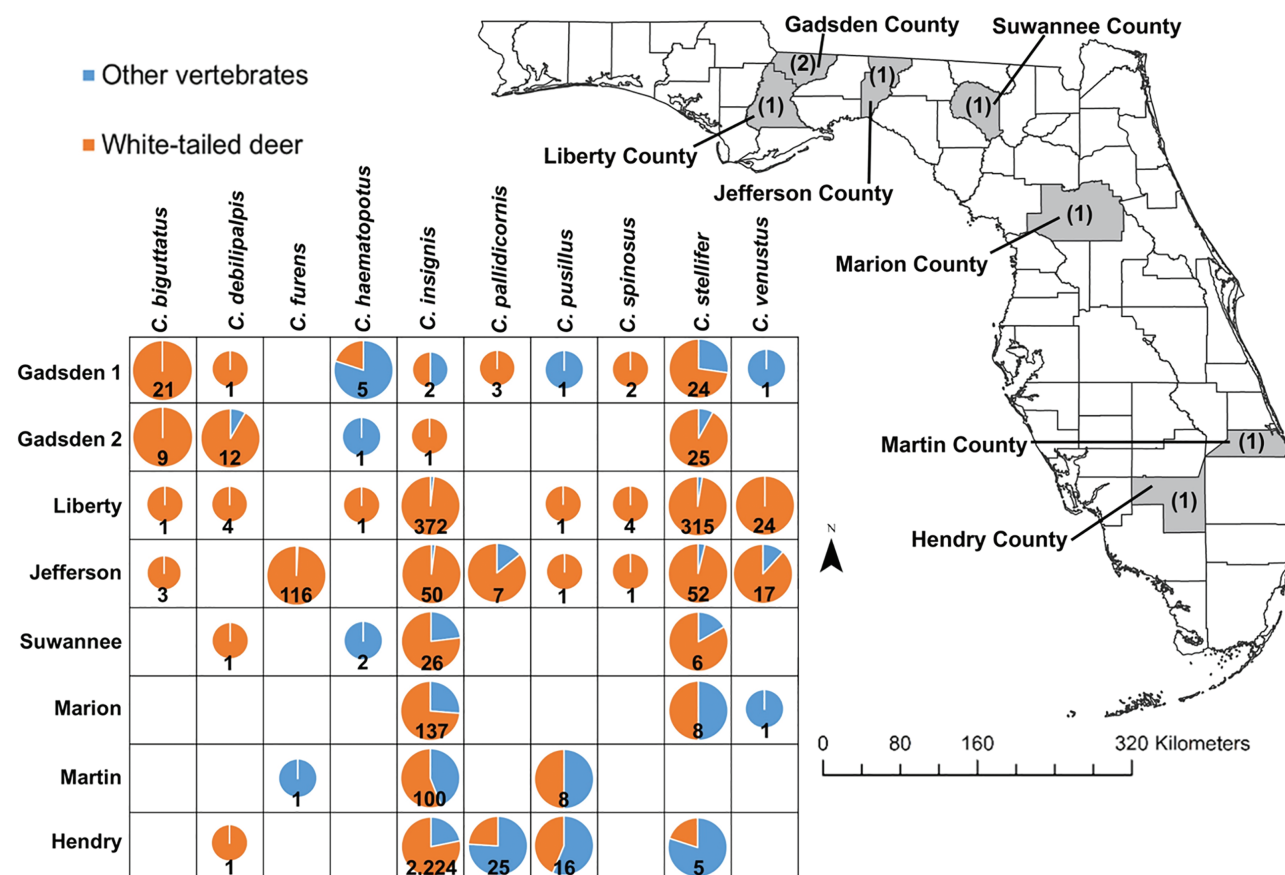 Gadsden County
Suwannee County
Other vertebrates
White-tailed deer
(2)
(1)
(1)
(1)
Liberty County
Jefferson County
(1)
Marion County
Martin County
(1)
(1)
Hendry County
N
0 80 160 320 Kilometers
C. biguttatus
C. debilipalpis
C. furens
C. haematopotus
C. insignis
C. pallidicornis
C. pusillus
C. spinosus
C. stellifer
C. venustus
Gadsden 1 21 1 5 2 3 1 2 24 1
Gadsden 2 9 12 1 1 25
Liberty 1 4 1 372 1 4 315 24
Jefferson 3 116 50 7 1 1 52 17
Suwannee 1 2 26 6
Marion 137 8 1
Martin 1 100 8
Hendry 1 2,224 25 16 5